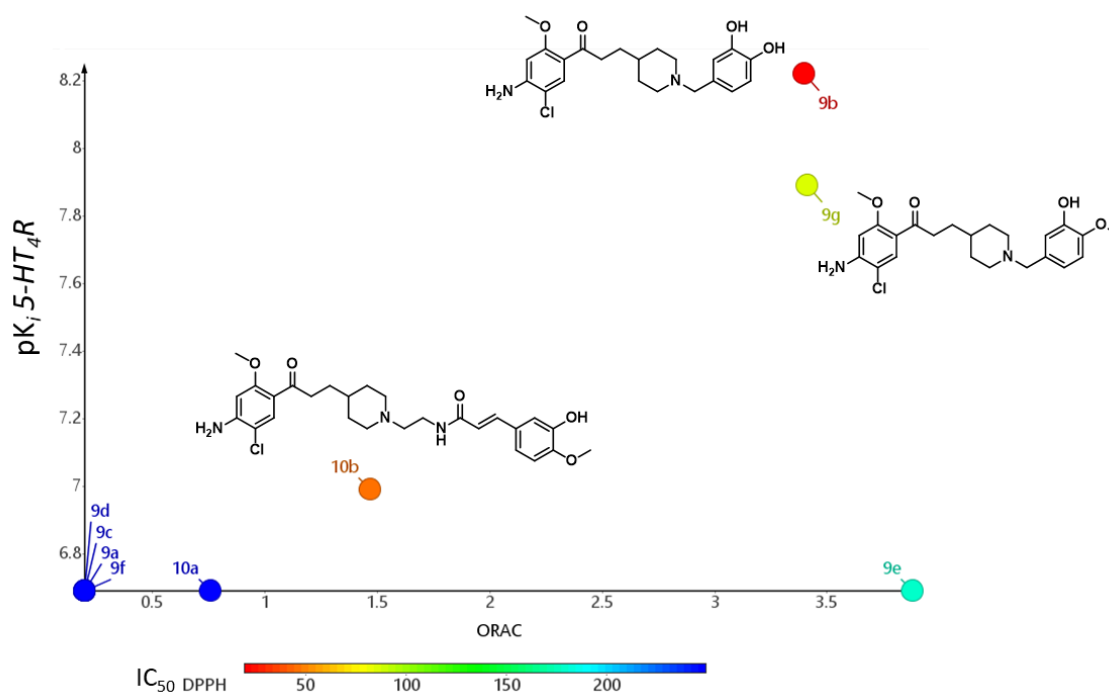 O
O
OH
OH
N
H₂N
Cl
8.2
9b
8
pKᵢ 5-HT₄R
7.8
9g
O
O
OH
O
N
H₂N
Cl
7.6
7.4
O
O
O
OH
N
N
H
H₂N
Cl
O
7.2
10b
7
9d
9c
9a
9f
6.8
10a
9e
0.5
1
1.5
2
2.5
3
3.5
ORAC
IC₅₀ DPPH
50
100
150
200